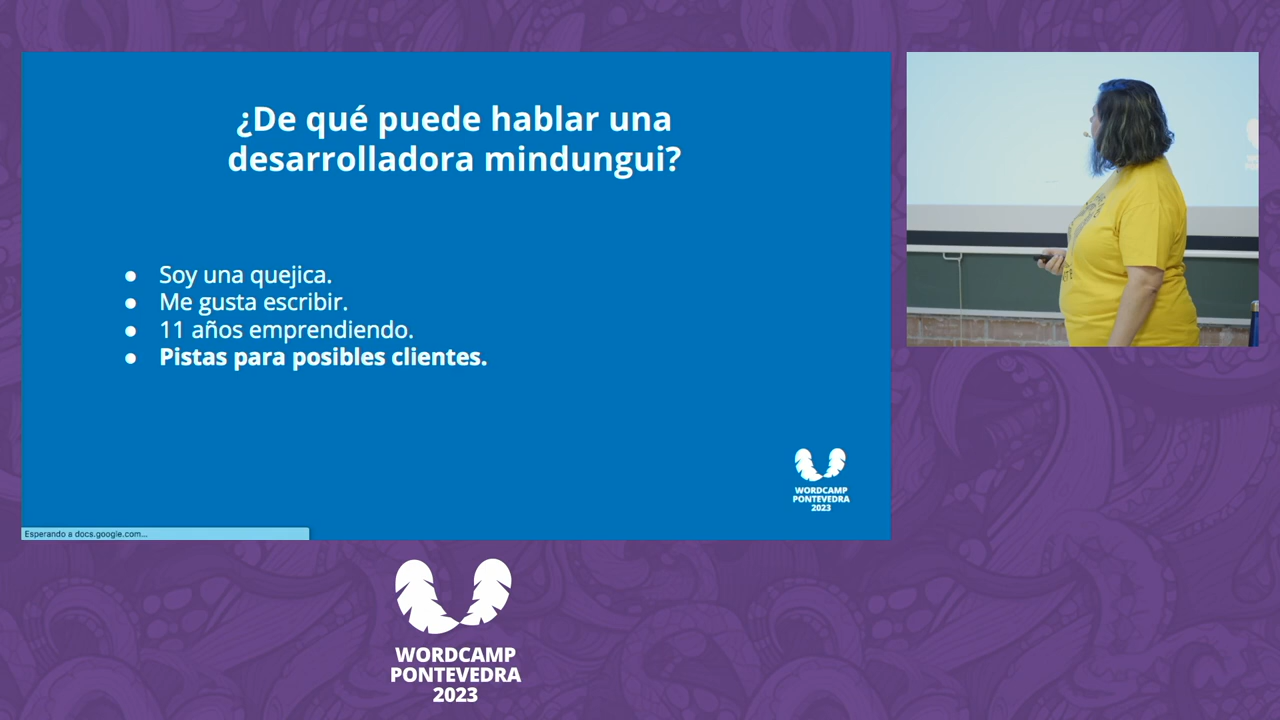 ¿De qué puede hablar una
desarrolladora mindungui?
● Soy una quejica.
● Me gusta escribir.
● 11 años emprendiendo.
● Pistas para posibles clientes.
WORDCAMP
PONTEVEDRA
2023
Esperando a docs.google.com...
WORDCAMP
PONTEVEDRA
2023